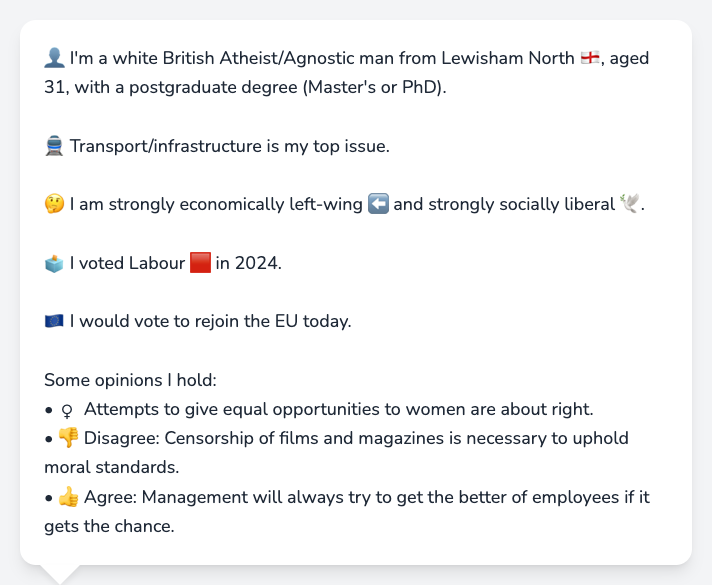 👤 I'm a white British Atheist/Agnostic man from Lewisham North 🏴󠁧󠁢󠁥󠁮󠁧󠁿, aged
31, with a postgraduate degree (Master's or PhD).
🚆 Transport/infrastructure is my top issue.
🤔 I am strongly economically left-wing ⬅️ and strongly socially liberal 🕊️.
🗳️ I voted Labour 🟥 in 2024.
🇪🇺 I would vote to rejoin the EU today.
Some opinions I hold:
• ♀ Attempts to give equal opportunities to women are about right.
• 👎 Disagree: Censorship of films and magazines is necessary to uphold
moral standards.
• 👍 Agree: Management will always try to get the better of employees if it
gets the chance.